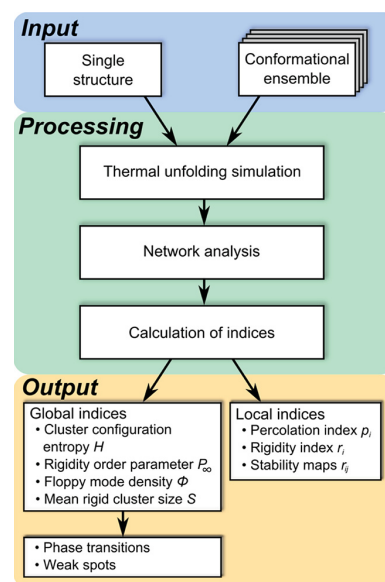 Input
Single
structure
Conformational
ensemble
Processing
Thermal unfolding simulation
Network analysis
Calculation of indices
Output
Global indices
• Cluster configuration
entropy H
• Rigidity order parameter P∞
• Floppy mode density Φ
• Mean rigid cluster size S
Local indices
• Percolation index pᵢ
• Rigidity index rᵢ
• Stability maps rᵢⱼ
• Phase transitions
• Weak spots